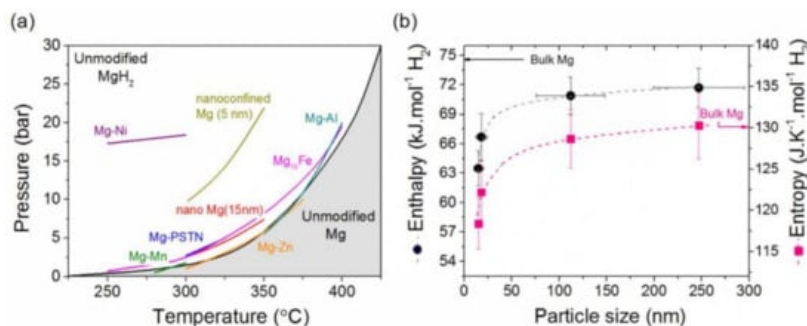 (a)
30
25
20
15
10
5
0
Pressure (bar)
Unmodified
MgH₂
nanoconfined
Mg (5 nm)
Mg-Al
Mg-Ni
Mg₁₅Fe
nano Mg(15nm)
Mg-PSTN
Mg-Mn
Mg-Zn
Unmodified
Mg
250 300 350 400
Temperature (°C)
(b)
75
72
69
66
63
60
57
54
Enthalpy (kJ.mol⁻¹ H₂)
Bulk Mg
Bulk Mg
140
135
130
125
120
115
Entropy (J.K⁻¹ mol⁻¹ H₂)
0 50 100 150 200 250 300
Particle size (nm)